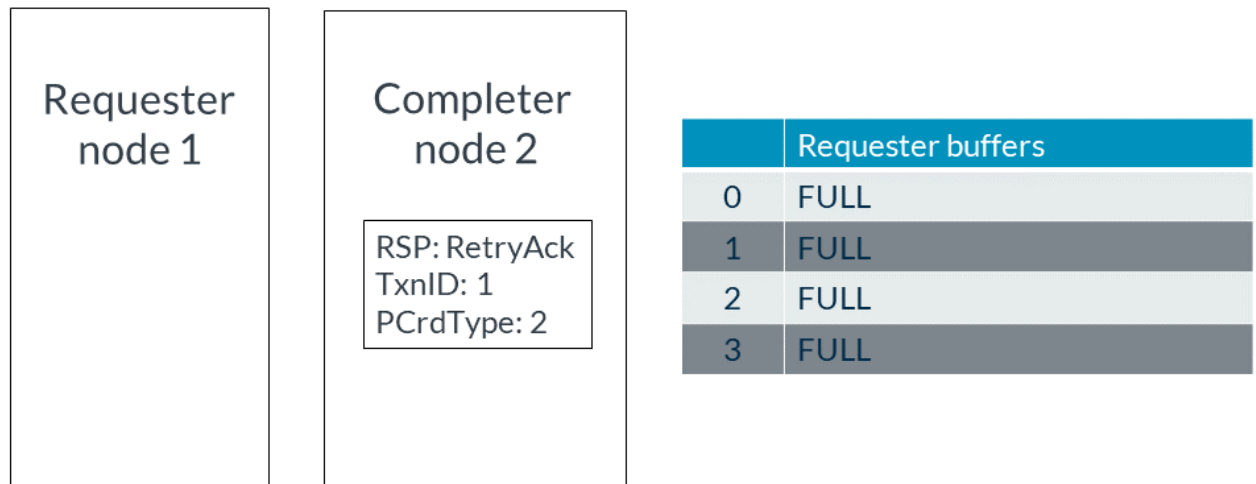 Requester
node 1
Completer
node 2
RSP: RetryAck
TxnID: 1
PCrdType: 2
Requester buffers
0 FULL
1 FULL
2 FULL
3 FULL